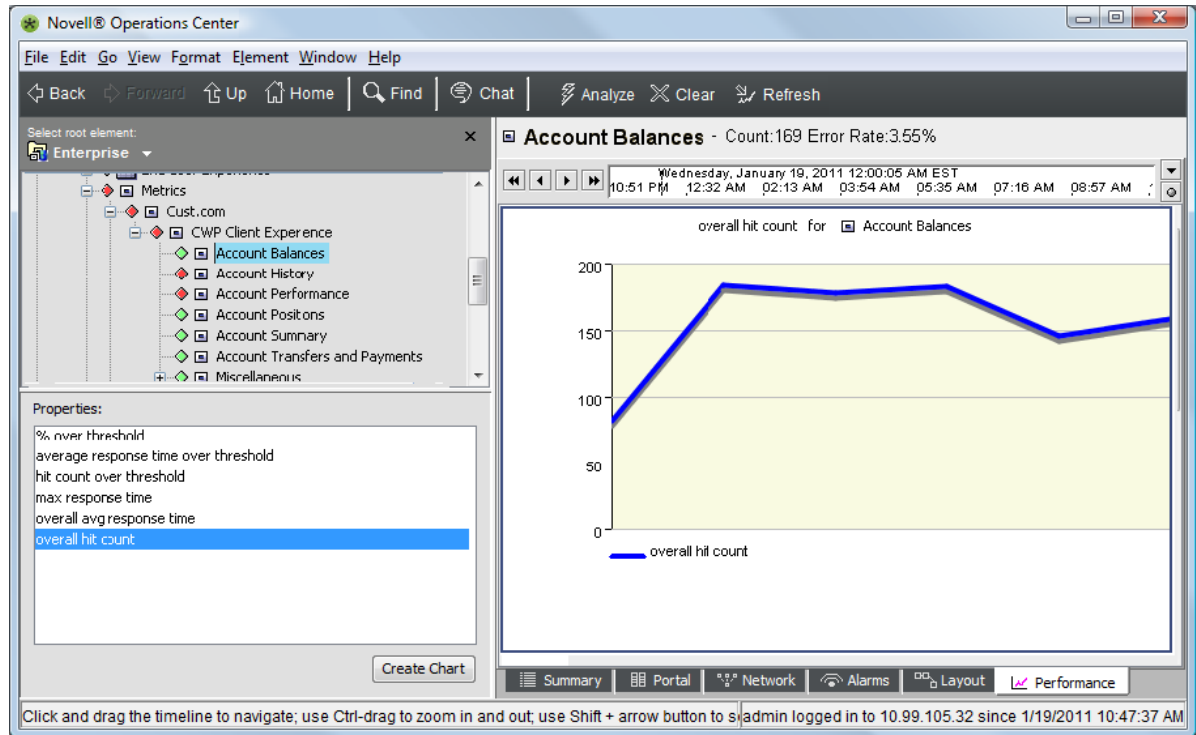 Novell® Operations Center
File Edit Go View Format Element Window Help
Back Forward Up Home Find Chat Analyze Clear Refresh
Select root element:
Enterprise
Metrics
Cust.com
CWP Client Experence
Account Balances
Account History
Account Performance
Account Positons
Account Summary
Account Transfers and Payments
Miscellaneous
Properties:
% over threshold
average response time over threshold
hit count over threshold
max response time
overall avg response time
overall hit count
Create Chart
Account Balances - Count:169 Error Rate:3.55%
Wednesday, January 19, 2011 12:00:05 AM EST
10:51 PM 12:32 AM 02:13 AM 03:54 AM 05:35 AM 07:16 AM 08:57 AM
overall hit count for Account Balances
200
150
100
50
0
overall hit count
Summary Portal Network Alarms Layout Performance
Click and drag the timeline to navigate; use Ctrl-drag to zoom in and out; use Shift + arrow button to s
admin logged in to 10.99.105.32 since 1/19/2011 10:47:37 AM